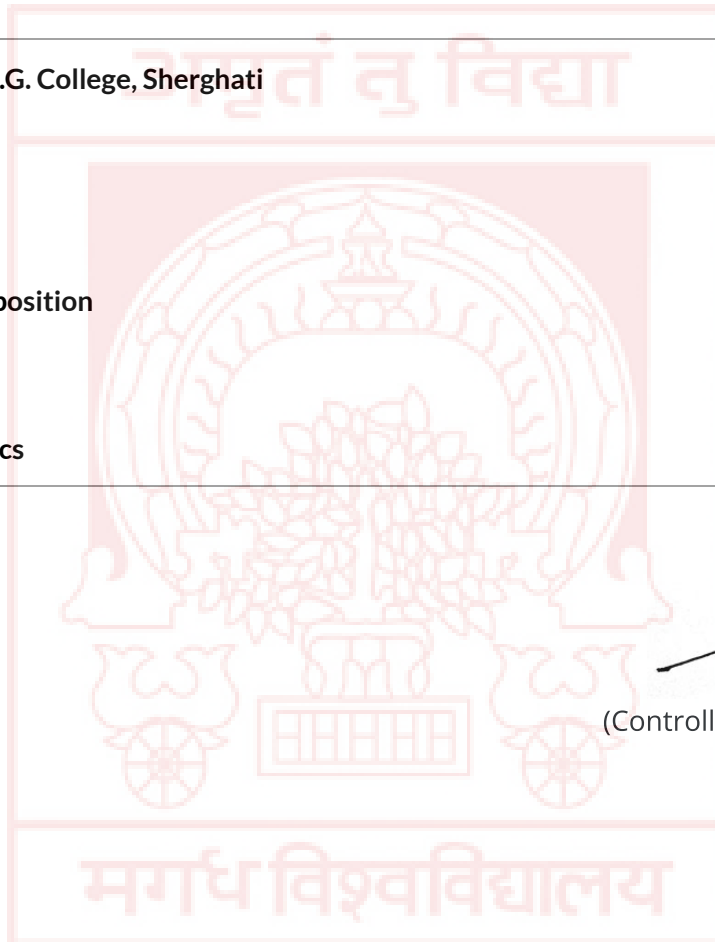 अमृतं तु विद्या
.G. College, Sherghati
position
cs
(Controll
मगध विश्वविद्यालय